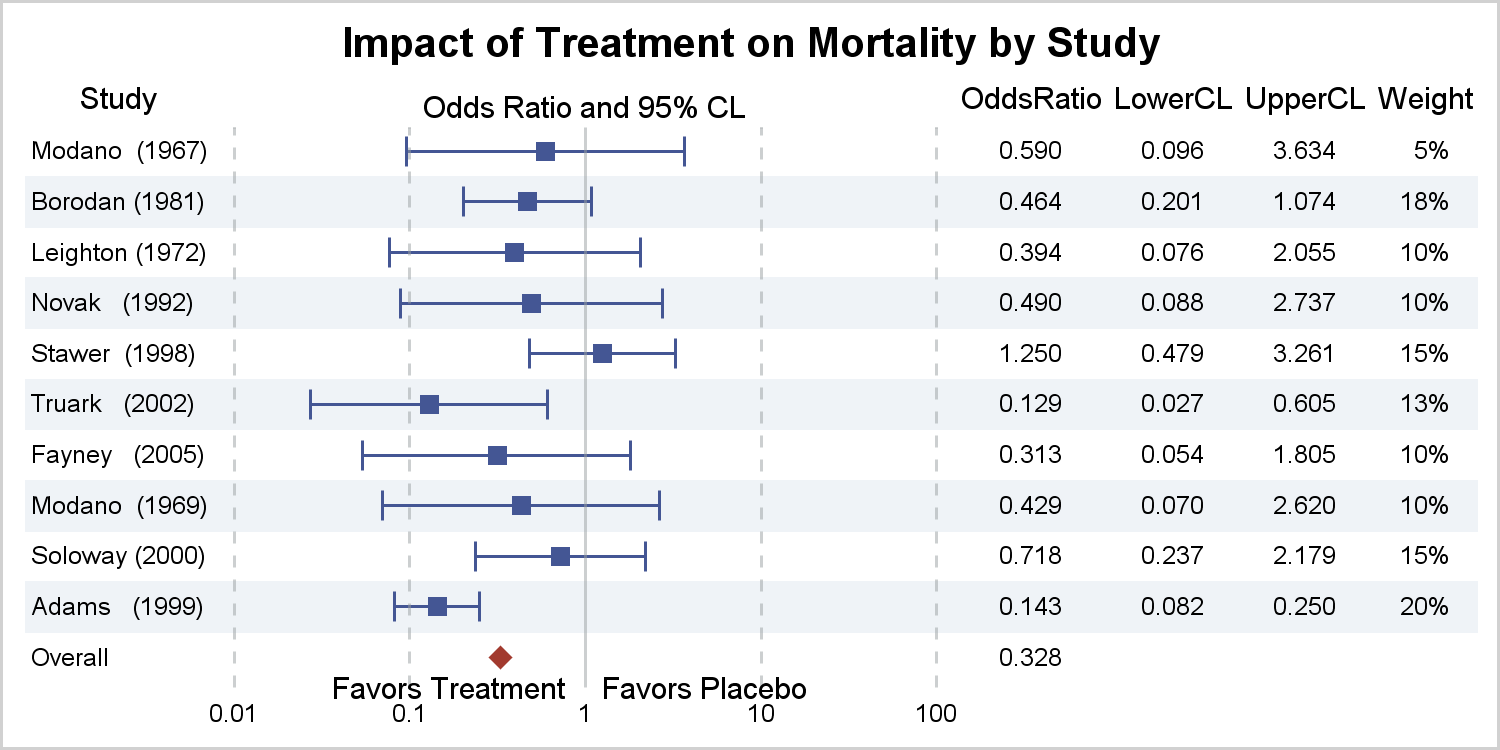 Impact of Treatment on Mortality by Study
Study Odds Ratio and 95% CL OddsRatio LowerCL UpperCL Weight
Modano (1967) 0.590 0.096 3.634 5%
Borodan (1981) 0.464 0.201 1.074 18%
Leighton (1972) 0.394 0.076 2.055 10%
Novak (1992) 0.490 0.088 2.737 10%
Stawer (1998) 1.250 0.479 3.261 15%
Truark (2002) 0.129 0.027 0.605 13%
Fayney (2005) 0.313 0.054 1.805 10%
Modano (1969) 0.429 0.070 2.620 10%
Soloway (2000) 0.718 0.237 2.179 15%
Adams (1999) 0.143 0.082 0.250 20%
Overall 0.328
Favors Treatment Favors Placebo
0.01 0.1 1 10 100